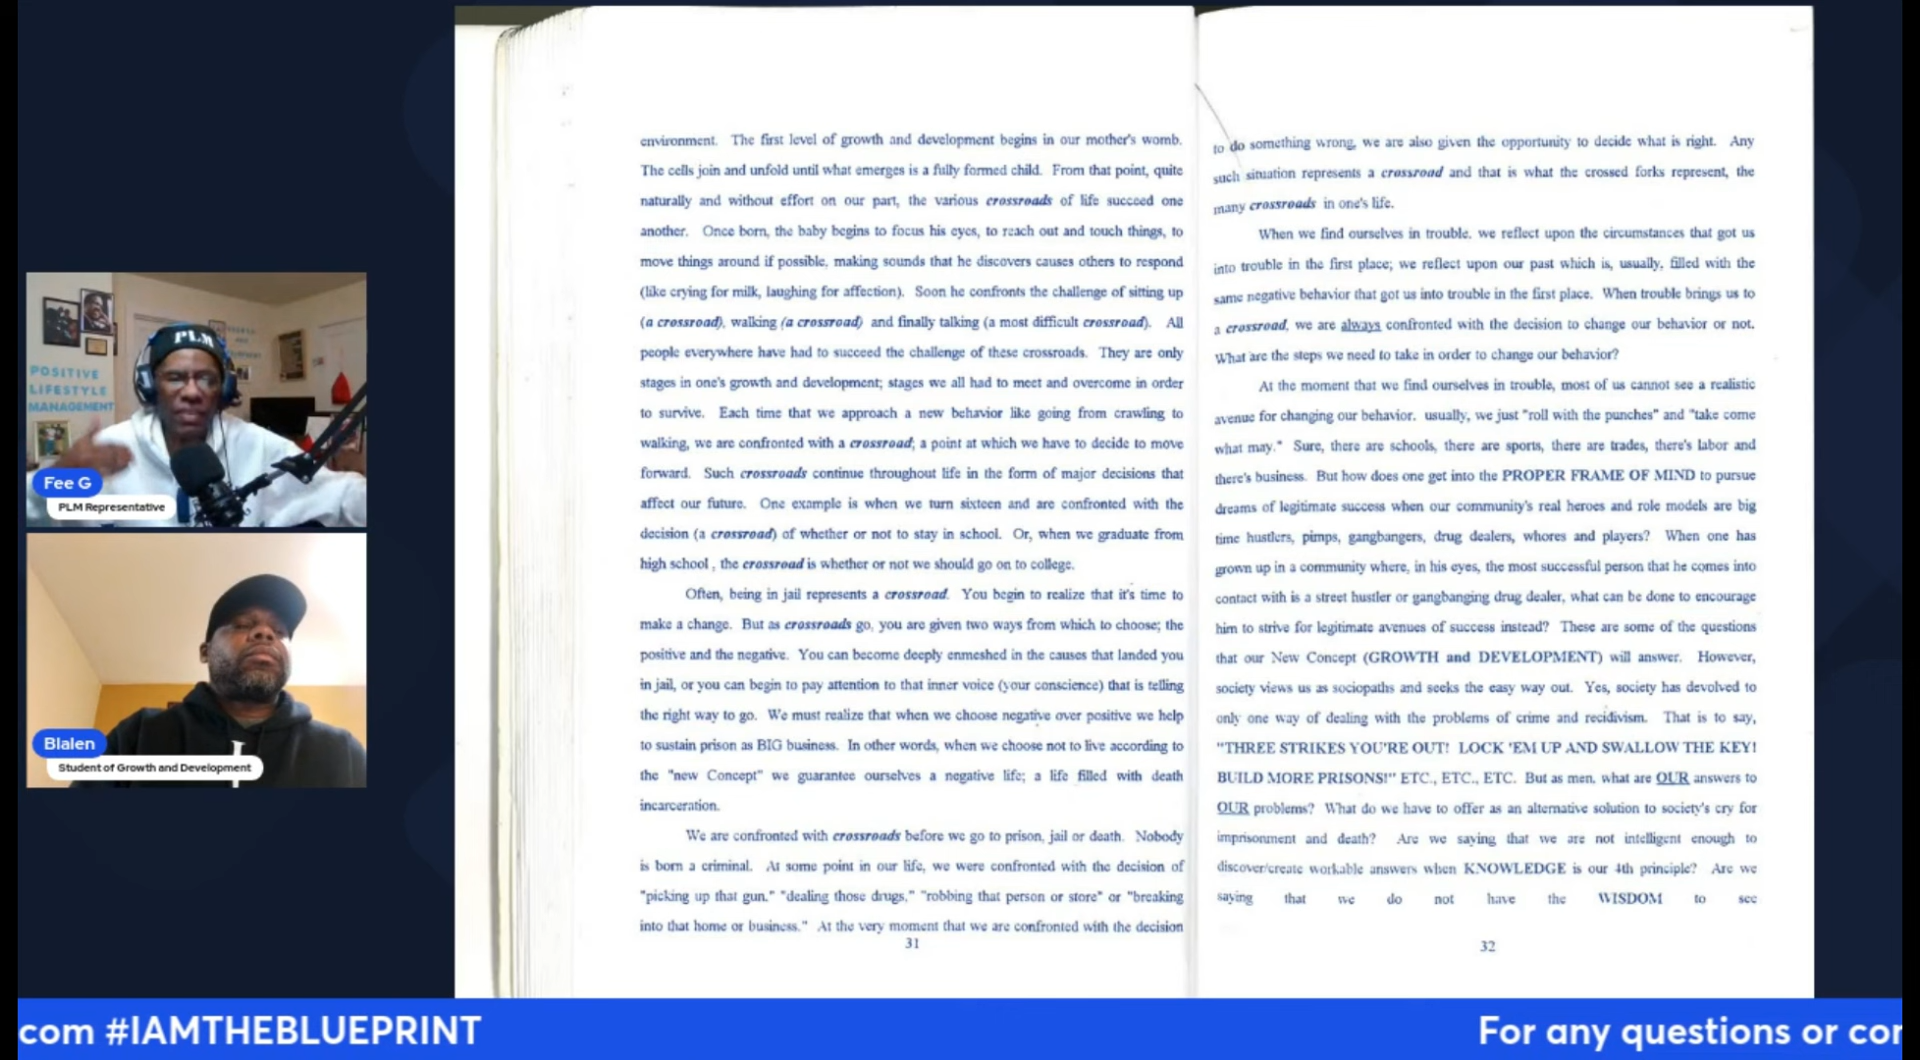 environment. The first level of growth and development begins in our mother's womb.
The cells join and unfold until what emerges is a fully formed child. From that point, quite
naturally and without effort on our part, the various crossroads of life succeed one
another. Once born, the baby begins to focus his eyes, to reach out and touch things, to
move things around if possible, making sounds that he discovers causes others to respond
(like crying for milk, laughing for affection). Soon he confronts the challenge of sitting up
(a crossroad), walking (a crossroad) and finally talking (a most difficult crossroad). All
people everywhere have had to succeed the challenge of these crossroads. They are only
stages in one's growth and development; stages we all had to meet and overcome in order
to survive. Each time that we approach a new behavior like going from crawling to
walking, we are confronted with a crossroad; a point at which we have to decide to move
forward. Such crossroads continue throughout life in the form of major decisions that
affect our future. One example is when we turn sixteen and are confronted with the
decision (a crossroad) of whether or not to stay in school. Or, when we graduate from
high school , the crossroad is whether or not we should go on to college.
Often, being in jail represents a crossroad. You begin to realize that it's time to
make a change. But as crossroads go, you are given two ways from which to choose; the
positive and the negative. You can become deeply enmeshed in the causes that landed you
in jail, or you can begin to pay attention to that inner voice (your conscience) that is telling
the right way to go. We must realize that when we choose negative over positive we help
to sustain prison as BIG business. In other words, when we choose not to live according to
the "new Concept" we guarantee ourselves a negative life; a life filled with death
incarceration.
We are confronted with crossroads before we go to prison, jail or death. Nobody
is born a criminal. At some point in our life, we were confronted with the decision of
"picking up that gun." "dealing those drugs," "robbing that person or store" or "breaking
into that home or business." At the very moment that we are confronted with the decision
31
to do something wrong, we are also given the opportunity to decide what is right. Any
such situation represents a crossroad and that is what the crossed forks represent, the
many crossroads in one's life.
When we find ourselves in trouble. we reflect upon the circumstances that got us
into trouble in the first place; we reflect upon our past which is, usually, filled with the
same negative behavior that got us into trouble in the first place. When trouble brings us to
a crossroad, we are always confronted with the decision to change our behavior or not.
What are the steps we need to take in order to change our behavior?
At the moment that we find ourselves in trouble, most of us cannot see a realistic
avenue for changing our behavior. usually, we just "roll with the punches" and "take come
what may." Sure, there are schools, there are sports, there are trades, there's labor and
there's business. But how does one get into the PROPER FRAME OF MIND to pursue
dreams of legitimate success when our community's real heroes and role models are big
time hustlers, pimps, gangbangers, drug dealers, whores and players? When one has
grown up in a community where, in his eyes, the most successful person that he comes into
contact with is a street hustler or gangbanging drug dealer, what can be done to encourage
him to strive for legitimate avenues of success instead? These are some of the questions
that our New Concept (GROWTH and DEVELOPMENT) will answer. However,
society views us as sociopaths and seeks the easy way out. Yes, society has devolved to
only one way of dealing with the problems of crime and recidivism. That is to say,
"THREE STRIKES YOU'RE OUT! LOCK 'EM UP AND SWALLOW THE KEY!
BUILD MORE PRISONS!" ETC., ETC., ETC. But as men, what are OUR answers to
OUR problems? What do we have to offer as an alternative solution to society's cry for
imprisonment and death? Are we saying that we are not intelligent enough to
discover/create workable answers when KNOWLEDGE is our 4th principle? Are we
saying that we do not have the WISDOM to see
32
PLM
POSITIVE
LIFESTYLE
MANAGEMENT
Fee G
PLM Representative
Blalen
Student of Growth and Development
com #IAMTHEBLUEPRINT
For any questions or cor